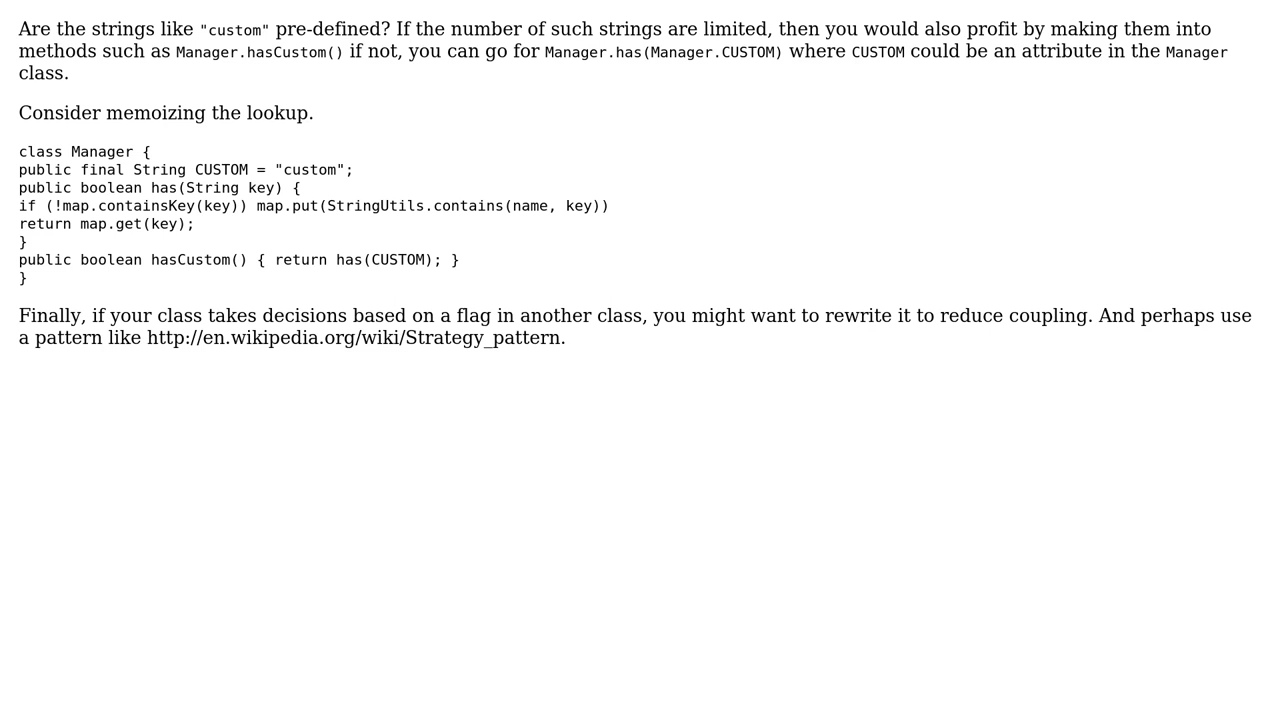 Are the strings like "custom" pre-defined? If the number of such strings are limited, then you would also profit by making them into
methods such as Manager.hasCustom() if not, you can go for Manager.has(Manager.CUSTOM) where CUSTOM could be an attribute in the Manager
class.
Consider memoizing the lookup.
class Manager {
public final String CUSTOM = "custom";
public boolean has(String key) {
if (!map.containsKey(key)) map.put(StringUtils.contains(name, key))
return map.get(key);
}
public boolean hasCustom() { return has(CUSTOM); }
}
Finally, if your class takes decisions based on a flag in another class, you might want to rewrite it to reduce coupling. And perhaps use
a pattern like http://en.wikipedia.org/wiki/Strategy_pattern.